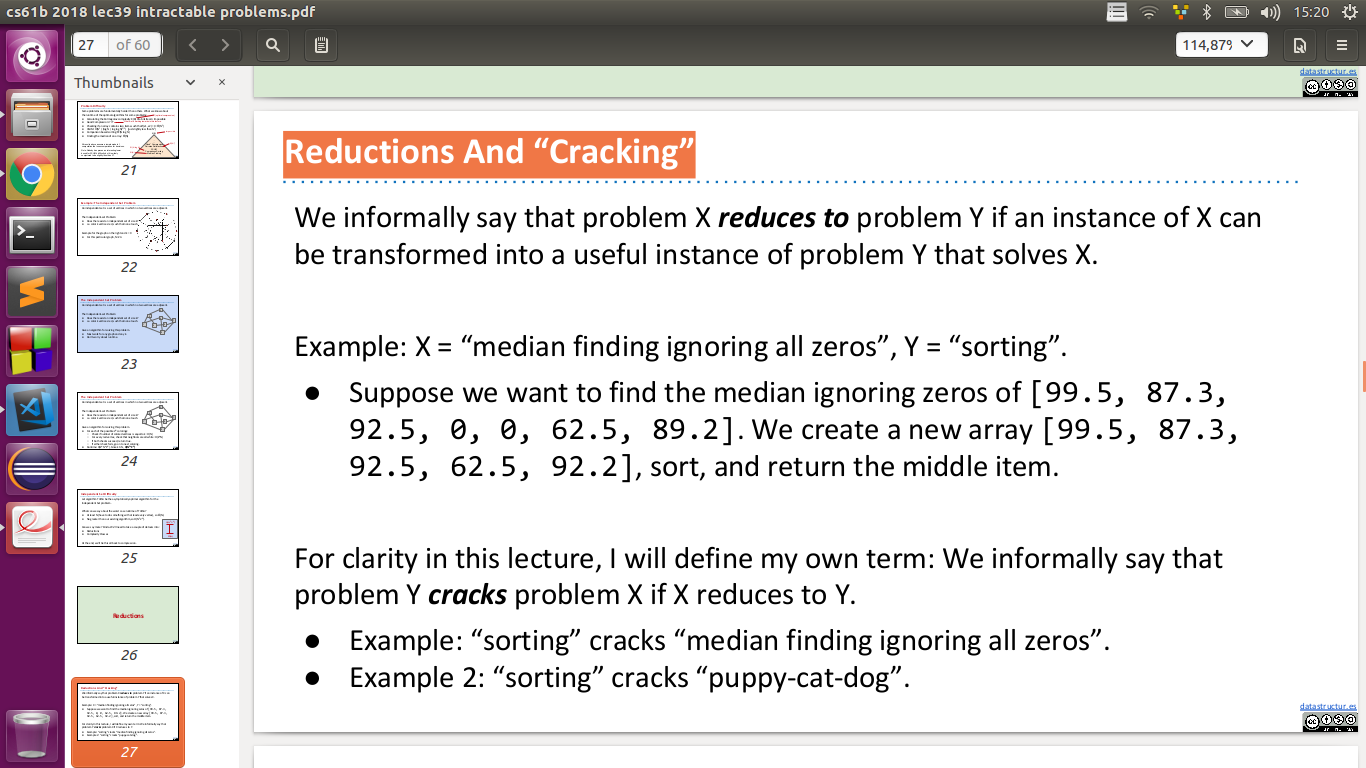 cs61b 2018 lec39 intractable problems.pdf
15:20
27 of 60
114,87%
Thumbnails
21
22
23
24
25
Reductions
26
27
datastructur.es
Reductions And “Cracking”
We informally say that problem X reduces to problem Y if an instance of X can
be transformed into a useful instance of problem Y that solves X.
Example: X = “median finding ignoring all zeros”, Y = “sorting”.
● Suppose we want to find the median ignoring zeros of [99.5, 87.3,
92.5, 0, 0, 62.5, 89.2]. We create a new array [99.5, 87.3,
92.5, 62.5, 92.2], sort, and return the middle item.
For clarity in this lecture, I will define my own term: We informally say that
problem Y cracks problem X if X reduces to Y.
● Example: “sorting” cracks “median finding ignoring all zeros”.
● Example 2: “sorting” cracks “puppy-cat-dog”.
datastructur.es